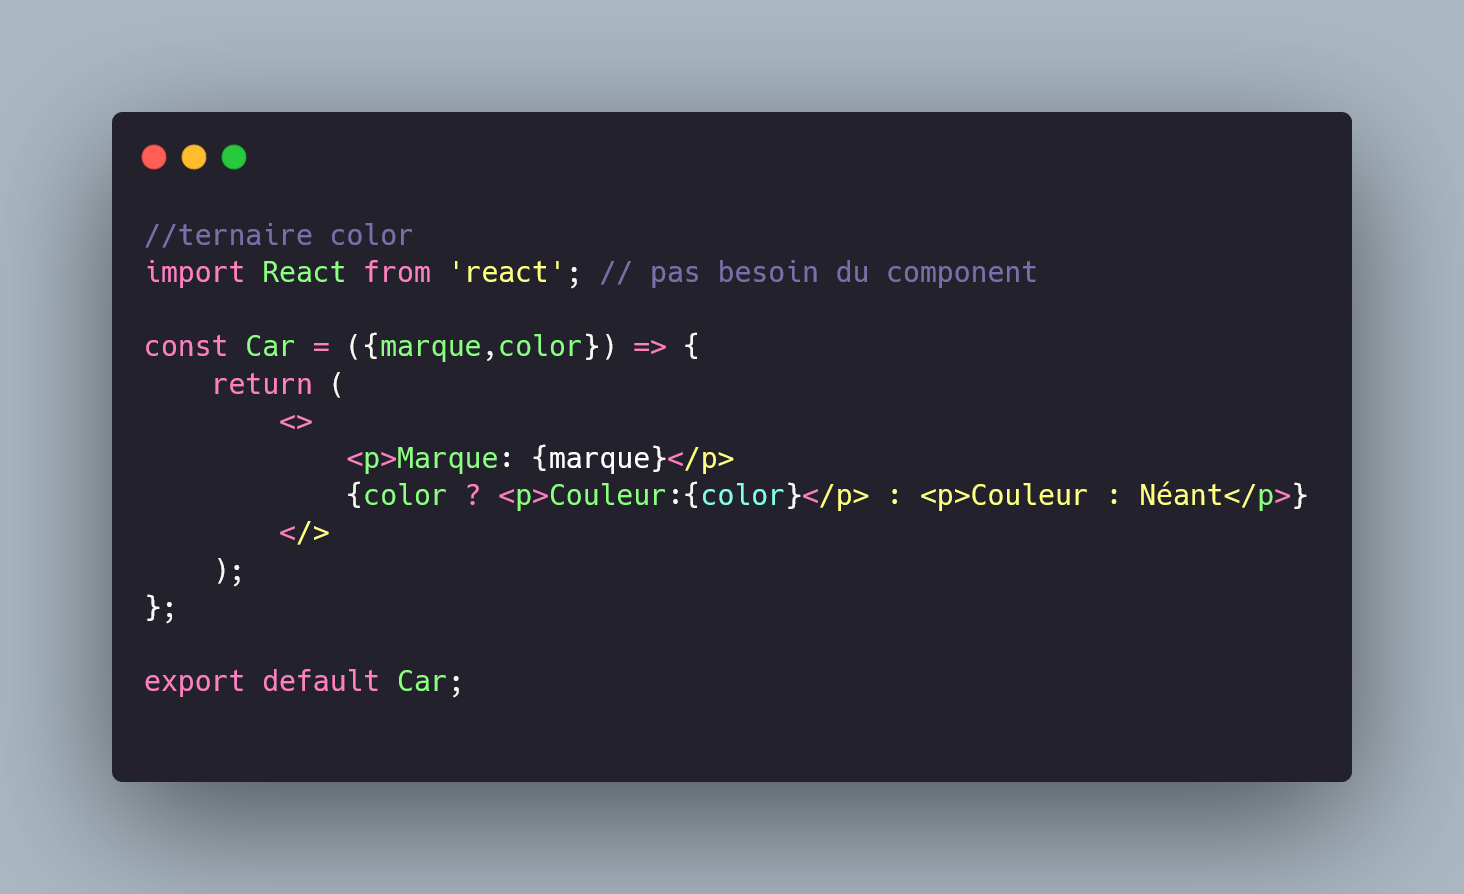 //ternaire color
import React from 'react'; // pas besoin du component
const Car = ({marque,color}) => {
return (
<>
<p>Marque: {marque}</p>
{color ? <p>Couleur:{color}</p> : <p>Couleur : Néant</p>}
</>
);
};
export default Car;